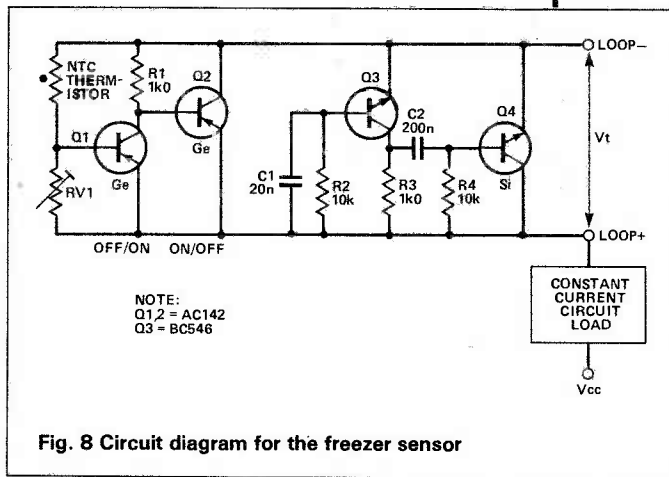 NTC
THERM-
ISTOR
R1
1k0
Q2
Q1
Ge
Ge
RV1
OFF/ON
ON/OFF
Q3
C2
200n
Q4
C1
20n
R2
10k
R3
1k0
R4
10k
Si
LOOP−
Vt
LOOP+
CONSTANT
CURRENT
CIRCUIT
LOAD
Vcc
NOTE:
Q1,2 = AC142
Q3 = BC546
Fig. 8 Circuit diagram for the freezer sensor